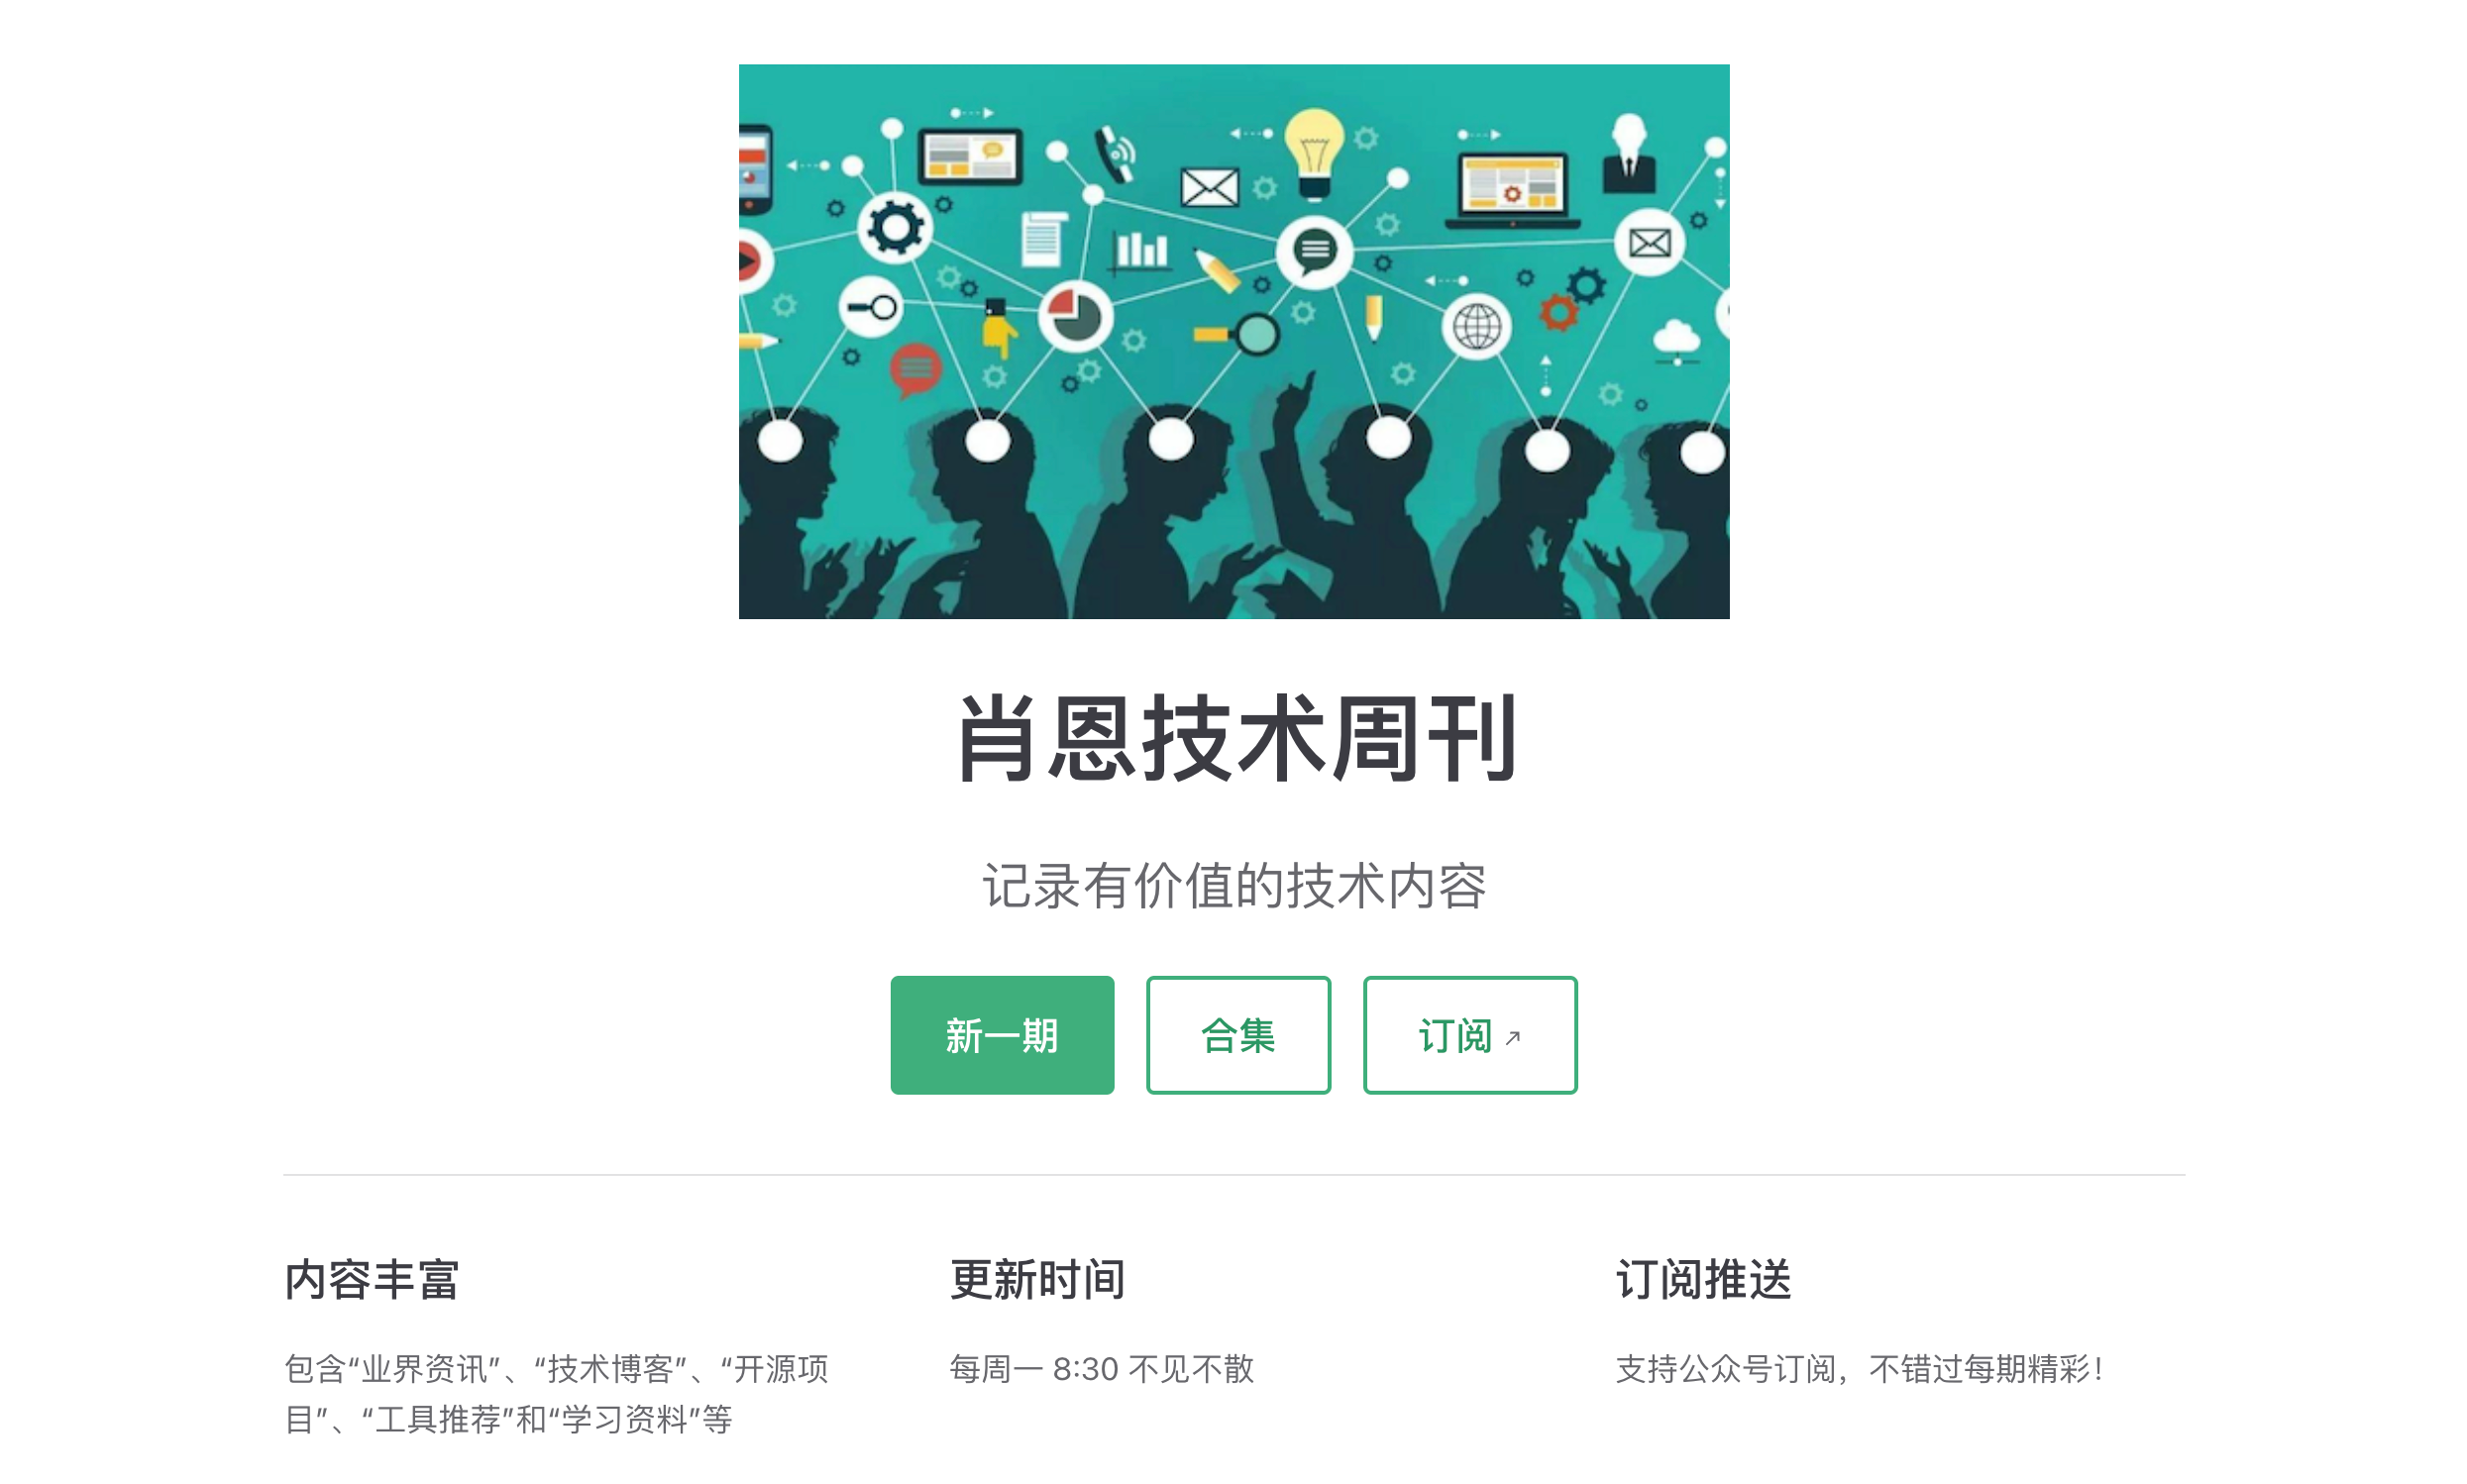 肖恩技术周刊
记录有价值的技术内容
新一期
合集
订阅 ↗
内容丰富
包含“业界资讯”、“技术博客”、“开源项
目”、“工具推荐”和“学习资料”等
更新时间
每周一 8:30 不见不散
订阅推送
支持公众号订阅，不错过每期精彩!